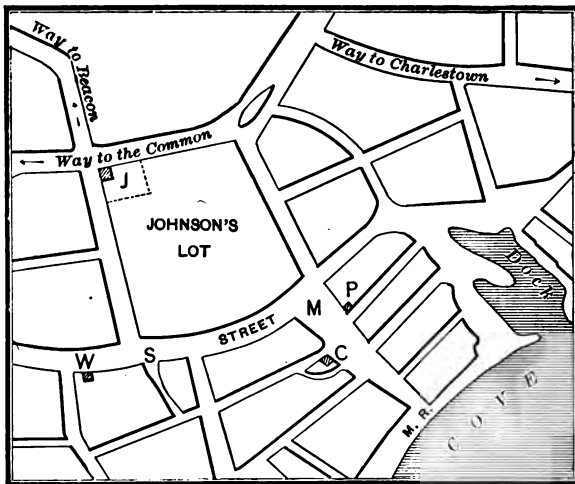 Way to Beacon
Way to Charlestown
Way to the Common
J
JOHNSON'S
LOT
Dock
M
P
STREET
W
S
C
M. R.
COVE